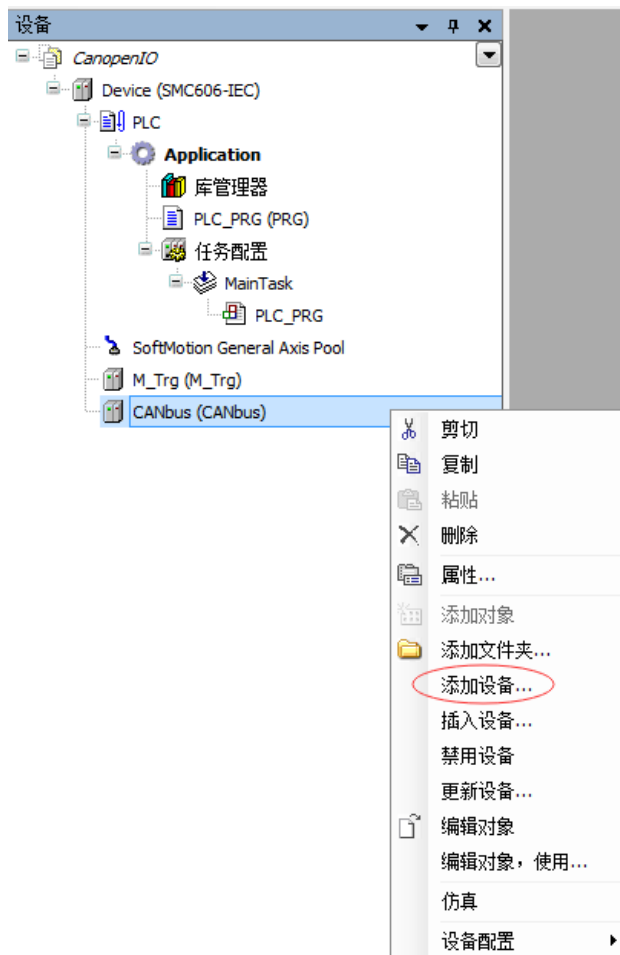 设备
CanopenIO
Device (SMC606-IEC)
PLC
Application
库管理器
PLC_PRG (PRG)
任务配置
MainTask
PLC_PRG
SoftMotion General Axis Pool
M_Trg (M_Trg)
CANbus (CANbus)
剪切
复制
粘贴
删除
属性...
添加对象
添加文件夹...
添加设备...
插入设备...
禁用设备
更新设备...
编辑对象
编辑对象，使用...
仿真
设备配置